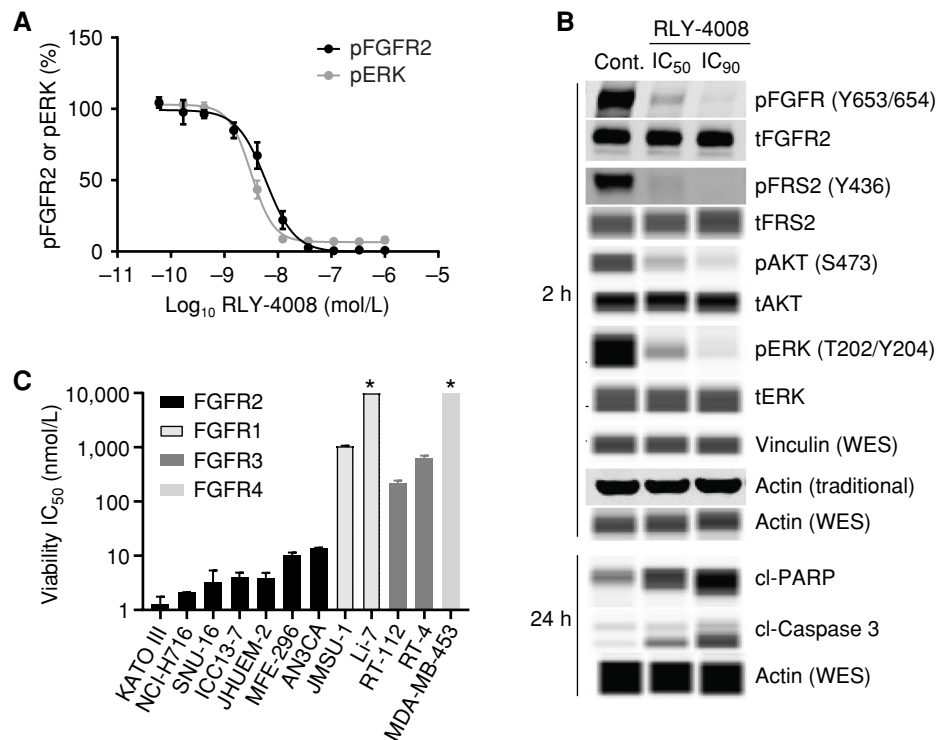 A
150
100
50
0
pFGFR2 or pERK (%)
pFGFR2
pERK
–11 –10 –9 –8 –7 –6 –5
Log10 RLY-4008 (mol/L)
B
RLY-4008
Cont. IC50 IC90
pFGFR (Y653/654)
tFGFR2
pFRS2 (Y436)
tFRS2
pAKT (S473)
2 h
tAKT
pERK (T202/Y204)
tERK
Vinculin (WES)
Actin (traditional)
Actin (WES)
cl-PARP
24 h
cl-Caspase 3
Actin (WES)
C
10,000
1,000
100
10
1
Viability IC50 (nmol/L)
FGFR2
FGFR1
FGFR3
FGFR4
* *
KATO III
NCI-H716
SNU-16
ICC13-7
JHUEM-2
MFE-296
AN3CA
JMSU-1
Li-7
RT-112
RT-4
MDA-MB-453